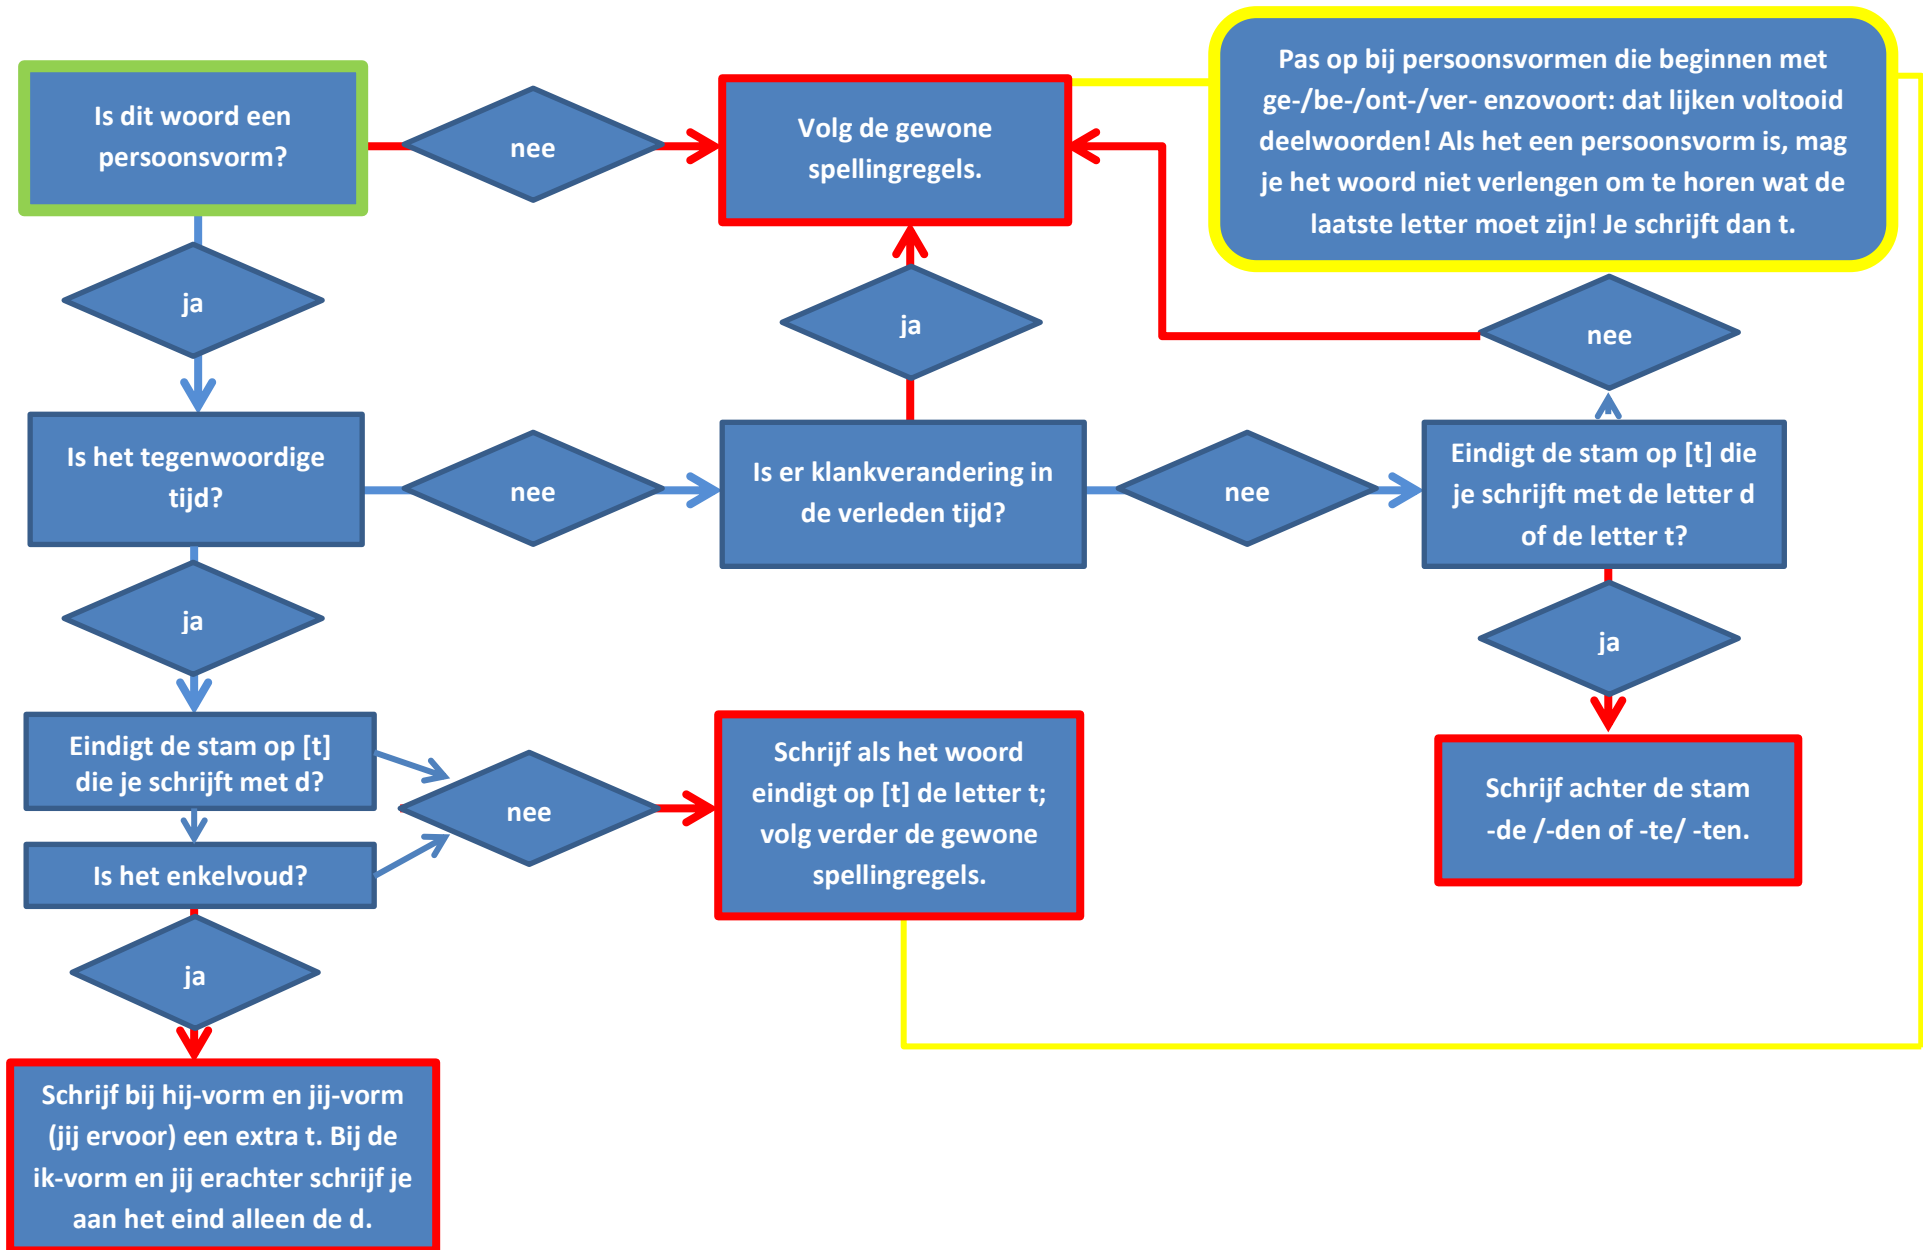 Is dit woord een
persoonsvorm?
nee
Volg de gewone
spellingregels.
Pas op bij persoonsvormen die beginnen met
ge-/be-/ont-/ver- enzovoort: dat lijken voltooid
deelwoorden! Als het een persoonsvorm is, mag
je het woord niet verlengen om te horen wat de
laatste letter moet zijn! Je schrijft dan t.
ja
ja
nee
Is het tegenwoordige
tijd?
nee
Is er klankverandering in
de verleden tijd?
nee
Eindigt de stam op [t] die
je schrijft met de letter d
of de letter t?
ja
ja
Eindigt de stam op [t]
die je schrijft met d?
nee
Schrijf als het woord
eindigt op [t] de letter t;
volg verder de gewone
spellingregels.
Schrijf achter de stam
-de /-den of -te/ -ten.
Is het enkelvoud?
ja
Schrijf bij hij-vorm en jij-vorm
(jij ervoor) een extra t. Bij de
ik-vorm en jij erachter schrijf je
aan het eind alleen de d.